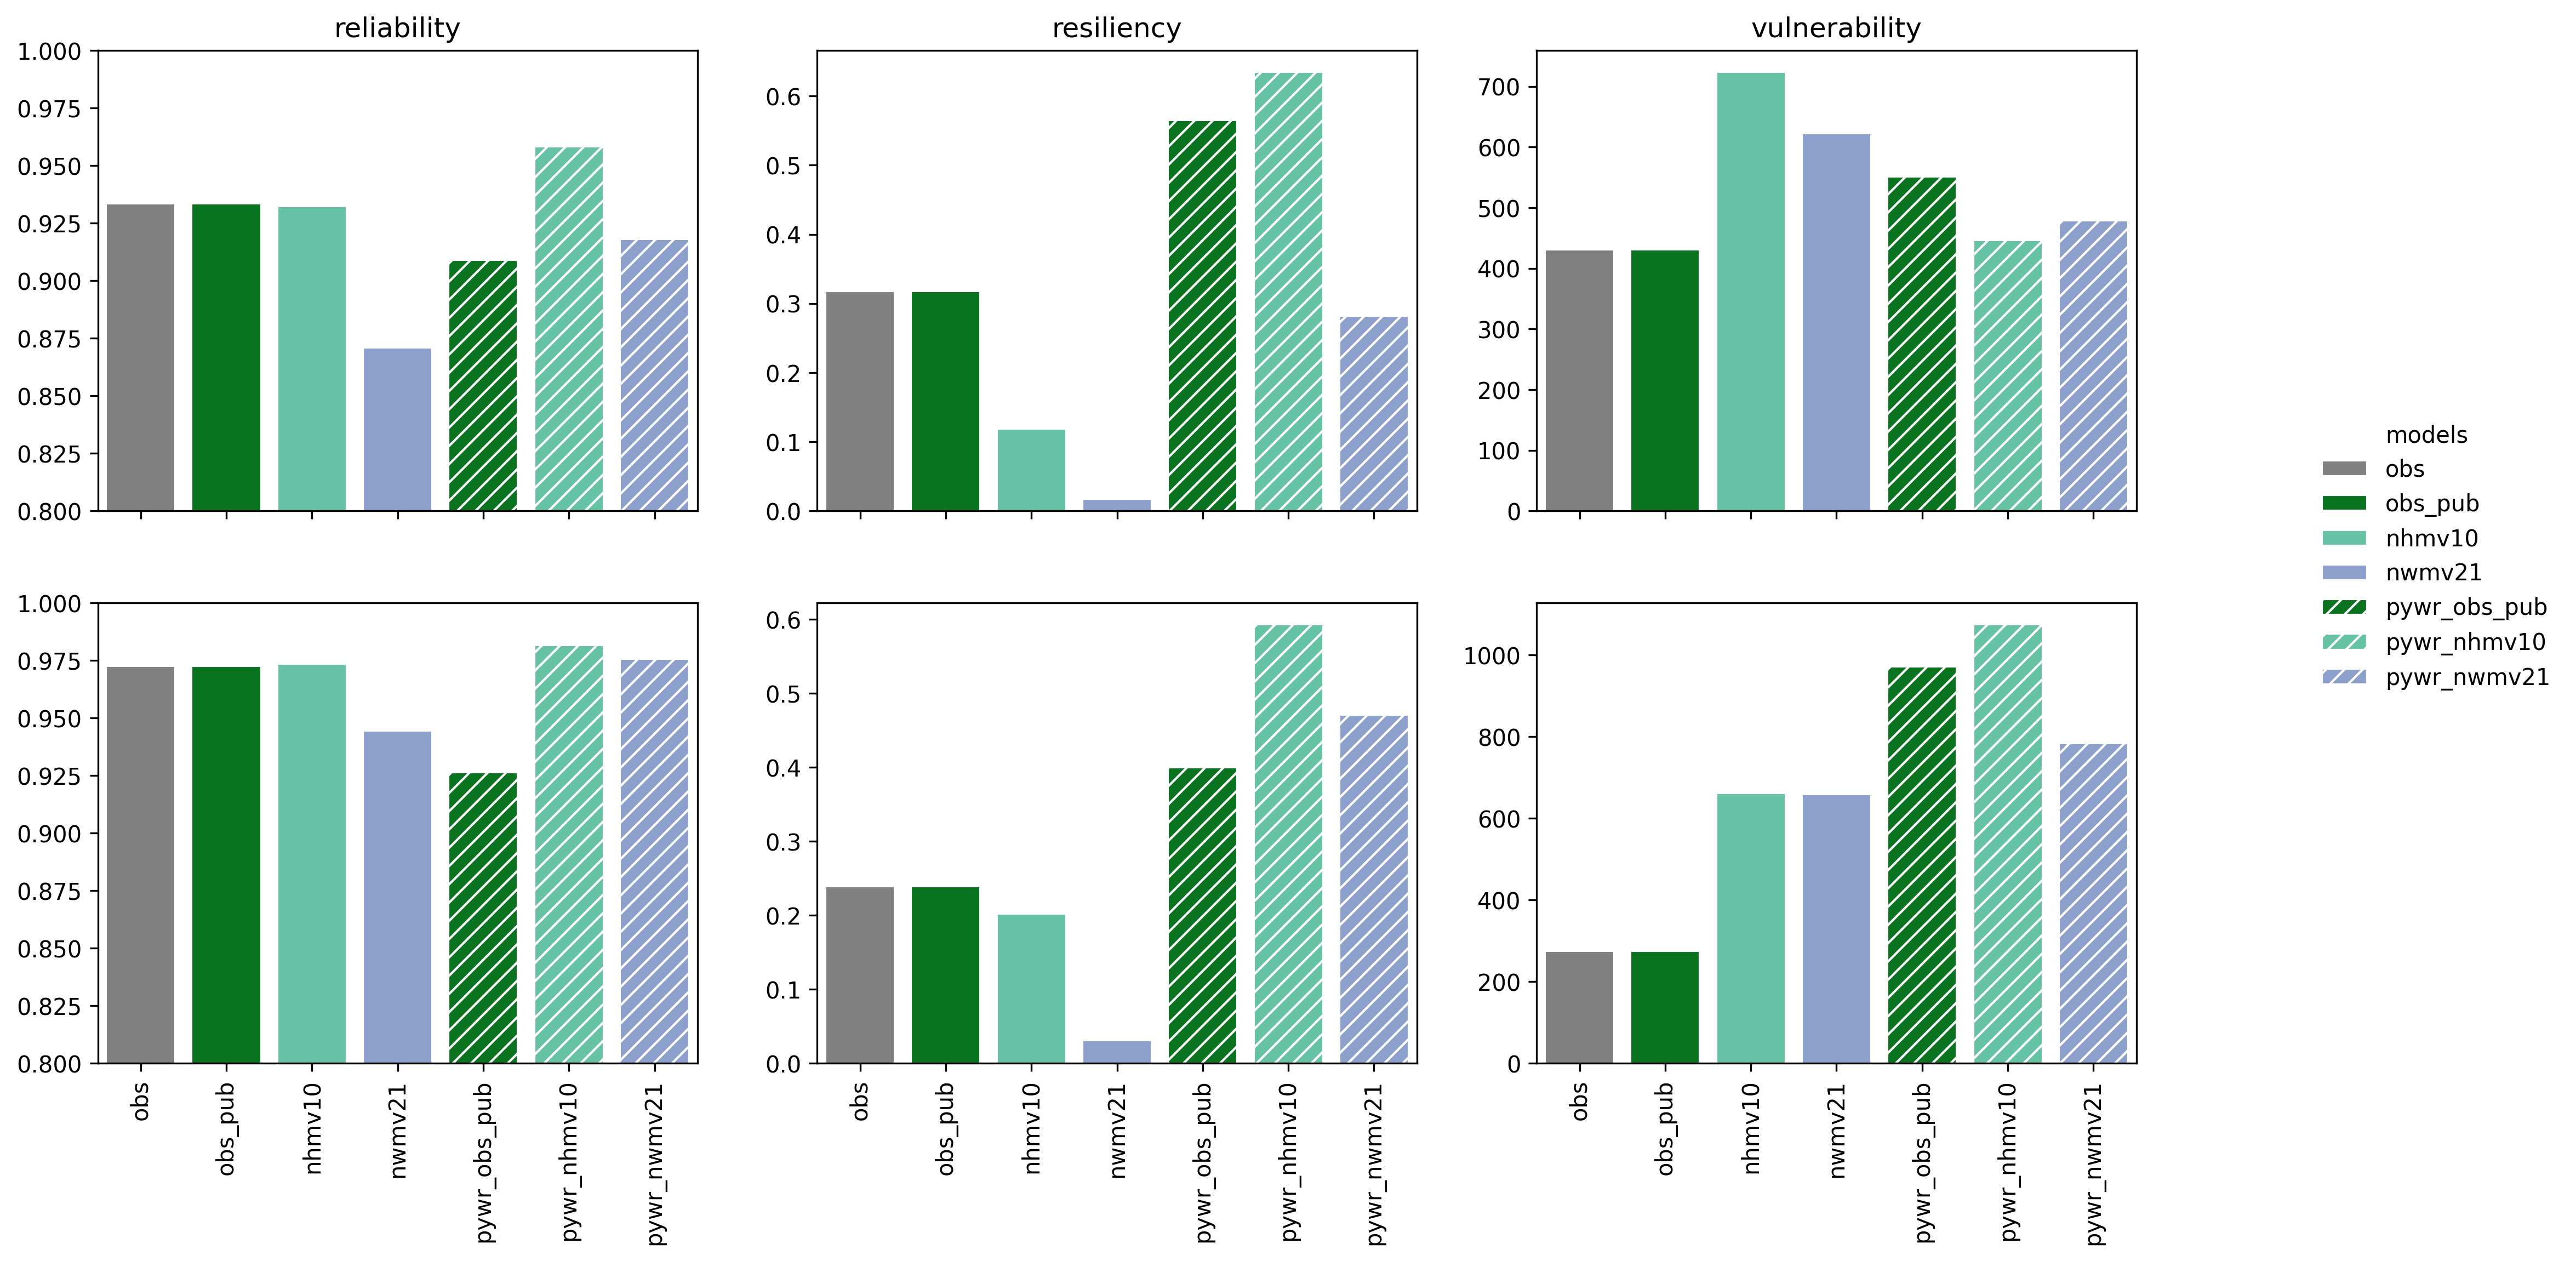 reliability
resiliency
vulnerability
1.000
0.975
0.950
0.925
0.900
0.875
0.850
0.825
0.800
0.6
0.5
0.4
0.3
0.2
0.1
0.0
700
600
500
400
300
200
100
0
models
obs
obs_pub
nhmv10
nwmv21
pywr_obs_pub
pywr_nhmv10
pywr_nwmv21
1.000
0.975
0.950
0.925
0.900
0.875
0.850
0.825
0.800
obs
obs_pub
nhmv10
nwmv21
pywr_obs_pub
pywr_nhmv10
pywr_nwmv21
0.6
0.5
0.4
0.3
0.2
0.1
0.0
obs
obs_pub
nhmv10
nwmv21
pywr_obs_pub
pywr_nhmv10
pywr_nwmv21
1000
800
600
400
200
0
obs
obs_pub
nhmv10
nwmv21
pywr_obs_pub
pywr_nhmv10
pywr_nwmv21